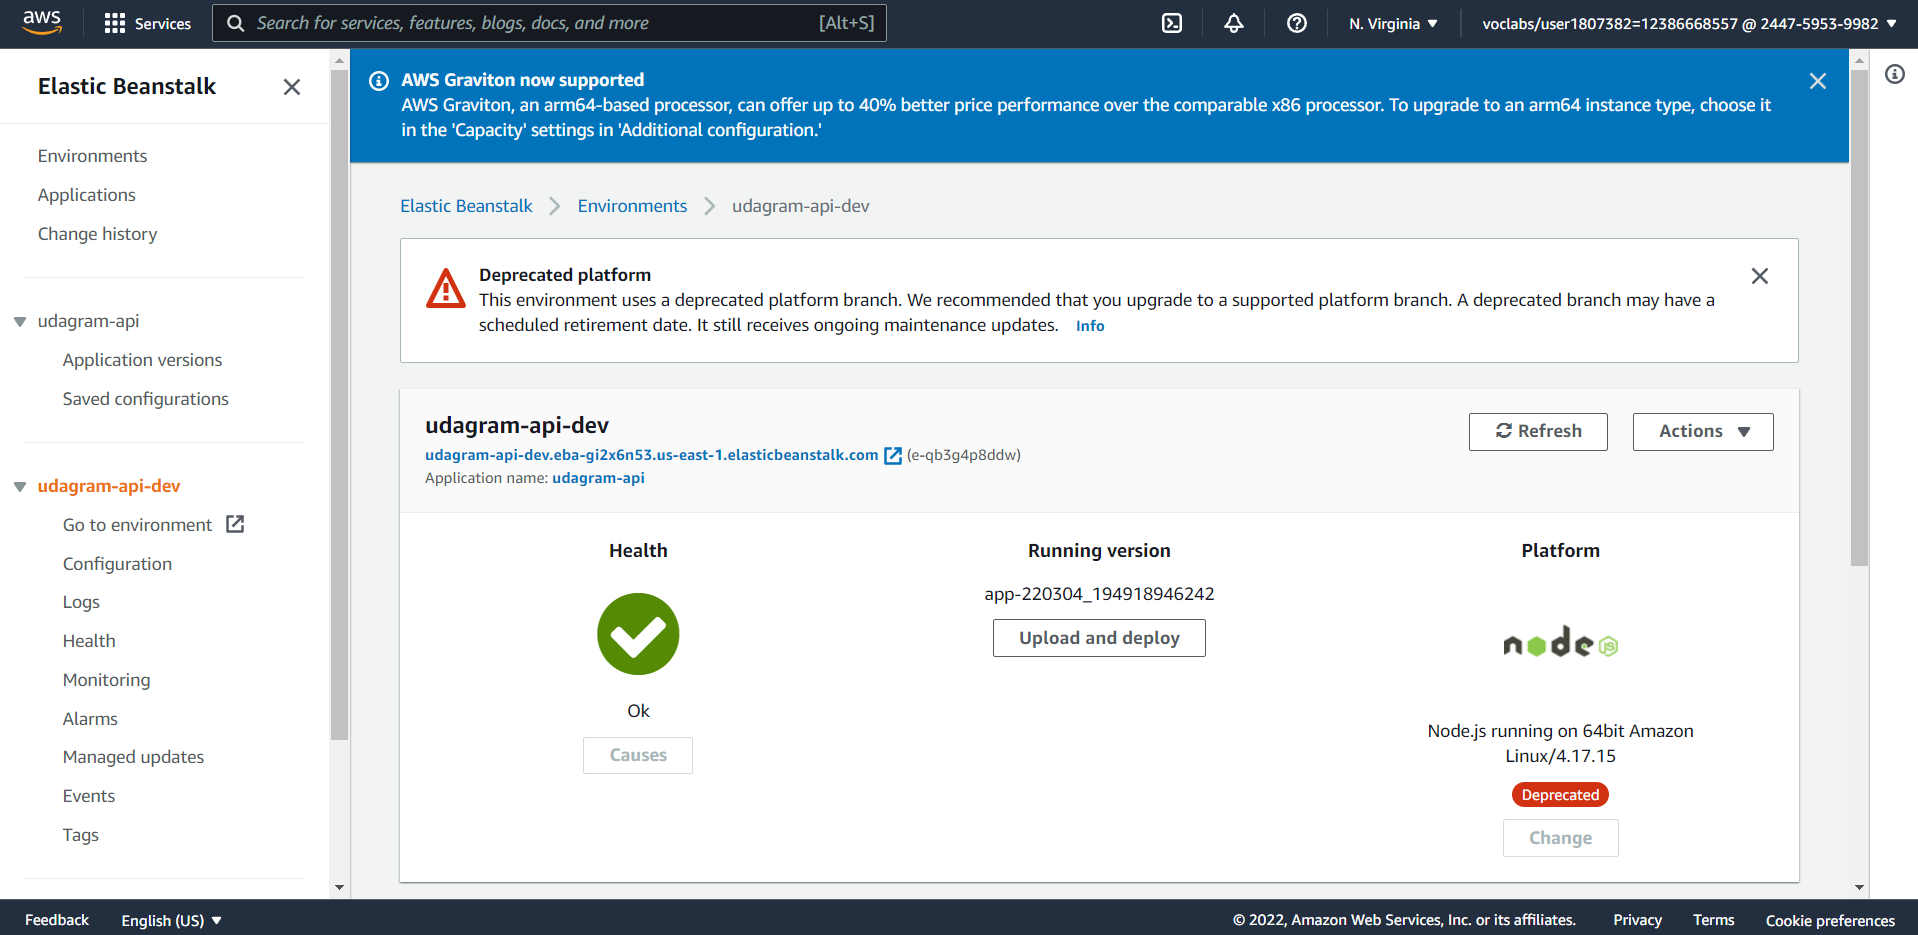 aws
Services
Search for services, features, blogs, docs, and more
[Alt+S]
N. Virginia
voclabs/user1807382=12386668557 @ 2447-5953-9982
Elastic Beanstalk
Environments
Applications
Change history
udagram-api
Application versions
Saved configurations
udagram-api-dev
Go to environment
Configuration
Logs
Health
Monitoring
Alarms
Managed updates
Events
Tags
AWS Graviton now supported
AWS Graviton, an arm64-based processor, can offer up to 40% better price performance over the comparable x86 processor. To upgrade to an arm64 instance type, choose it
in the 'Capacity' settings in 'Additional configuration.'
Elastic Beanstalk
Environments
udagram-api-dev
Deprecated platform
This environment uses a deprecated platform branch. We recommended that you upgrade to a supported platform branch. A deprecated branch may have a
scheduled retirement date. It still receives ongoing maintenance updates. Info
udagram-api-dev
udagram-api-dev.eba-gi2x6n53.us-east-1.elasticbeanstalk.com (e-qb3g4p8ddw)
Application name: udagram-api
Refresh
Actions
Health
Ok
Causes
Running version
app-220304_194918946242
Upload and deploy
Platform
node JS
Node.js running on 64bit Amazon
Linux/4.17.15
Deprecated
Change
Feedback
English (US)
© 2022, Amazon Web Services, Inc. or its affiliates.
Privacy
Terms
Cookie preferences